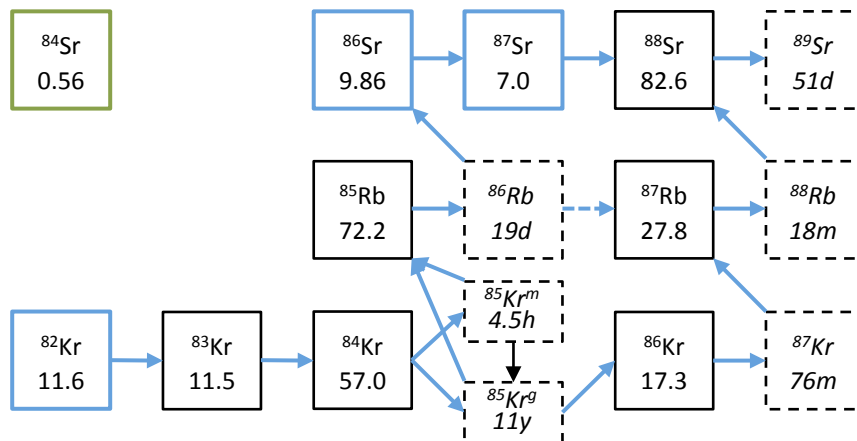 ⁸⁴Sr
0.56
⁸⁶Sr
9.86
⁸⁷Sr
7.0
⁸⁸Sr
82.6
⁸⁹Sr
51d
⁸⁵Rb
72.2
⁸⁶Rb
19d
⁸⁷Rb
27.8
⁸⁸Rb
18m
⁸⁵Krᵐ
4.5h
⁸²Kr
11.6
⁸³Kr
11.5
⁸⁴Kr
57.0
⁸⁵Krᵍ
11y
⁸⁶Kr
17.3
⁸⁷Kr
76m